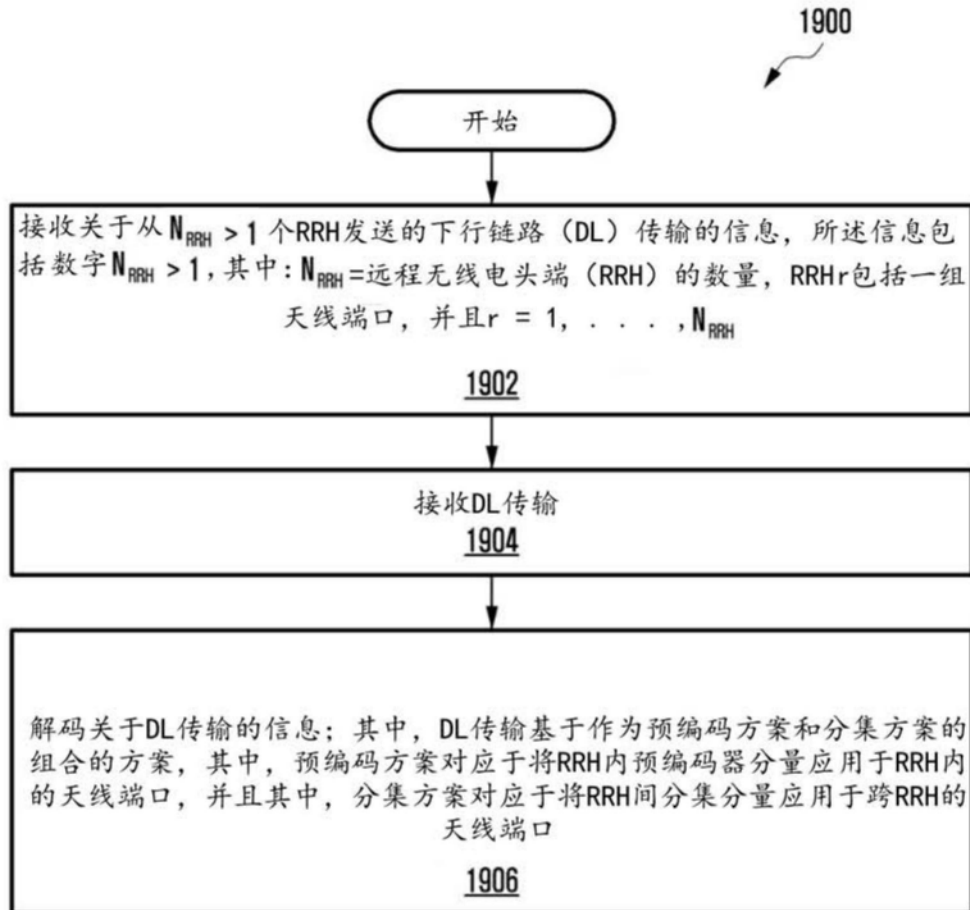 1900
开始
接收关于从N_RRH > 1 个RRH发送的下行链路（DL）传输的信息，所述信息包
括数字N_RRH > 1，其中：N_RRH=远程无线电头端（RRH）的数量，RRHr包括一组
天线端口，并且r = 1, . . . ,N_RRH
1902
接收DL传输
1904
解码关于DL传输的信息；其中，DL传输基于作为预编码方案和分集方案的
组合的方案，其中，预编码方案对应于将RRH内预编码器分量应用于RRH内
的天线端口，并且其中，分集方案对应于将RRH间分集分量应用于跨RRH的
天线端口
1906